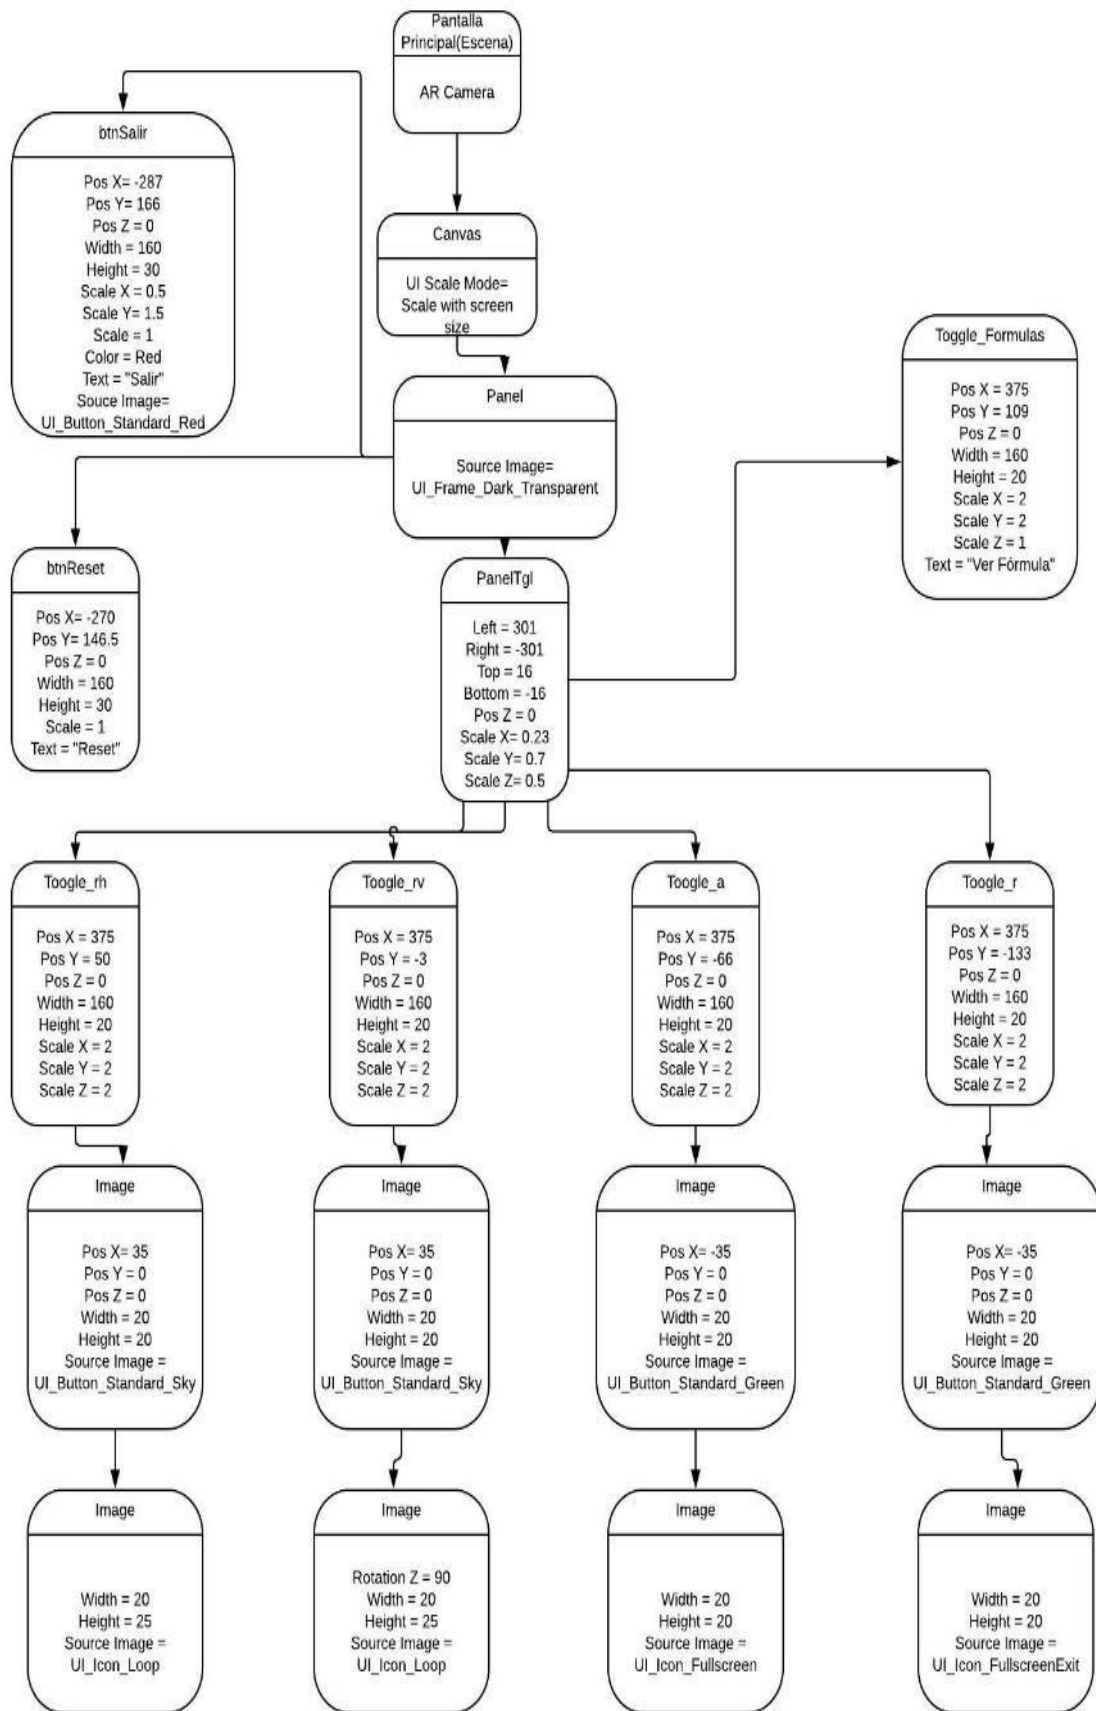 Pantalla
Principal(Escena)
AR Camera
btnSalir
Pos X= -287
Pos Y= 166
Pos Z = 0
Width = 160
Height = 30
Scale X = 0.5
Scale Y= 1.5
Scale = 1
Color = Red
Text = "Salir"
Souce Image=
UI_Button_Standard_Red
Canvas
UI Scale Mode=
Scale with screen
size
Panel
Source Image=
UI_Frame_Dark_Transparent
Toggle_Formulas
Pos X = 375
Pos Y = 109
Pos Z = 0
Width = 160
Height = 20
Scale X = 2
Scale Y = 2
Scale Z = 1
Text = "Ver Fórmula"
btnReset
Pos X= -270
Pos Y= 146.5
Pos Z = 0
Width = 160
Height = 30
Scale = 1
Text = "Reset"
PanelTgl
Left = 301
Right = -301
Top = 16
Bottom = -16
Pos Z = 0
Scale X= 0.23
Scale Y= 0.7
Scale Z= 0.5
Toogle_rh
Pos X = 375
Pos Y = 50
Pos Z = 0
Width = 160
Height = 20
Scale X = 2
Scale Y = 2
Scale Z = 2
Toogle_rv
Pos X = 375
Pos Y = -3
Pos Z = 0
Width = 160
Height = 20
Scale X = 2
Scale Y = 2
Scale Z = 2
Toogle_a
Pos X = 375
Pos Y = -66
Pos Z = 0
Width = 160
Height = 20
Scale X = 2
Scale Y = 2
Scale Z = 2
Toogle_r
Pos X = 375
Pos Y = -133
Pos Z = 0
Width = 160
Height = 20
Scale X = 2
Scale Y = 2
Scale Z = 2
Image
Pos X= 35
Pos Y = 0
Pos Z = 0
Width = 20
Height = 20
Source Image =
UI_Button_Standard_Sky
Image
Pos X= 35
Pos Y = 0
Pos Z = 0
Width = 20
Height = 20
Source Image =
UI_Button_Standard_Sky
Image
Pos X= -35
Pos Y = 0
Pos Z = 0
Width = 20
Height = 20
Source Image =
UI_Button_Standard_Green
Image
Pos X= -35
Pos Y = 0
Pos Z = 0
Width = 20
Height = 20
Source Image =
UI_Button_Standard_Green
Image
Width = 20
Height = 25
Source Image =
UI_Icon_Loop
Image
Rotation Z = 90
Width = 20
Height = 25
Source Image =
UI_Icon_Loop
Image
Width = 20
Height = 20
Source Image =
UI_Icon_Fullscreen
Image
Width = 20
Height = 20
Source Image =
UI_Icon_FullscreenExit